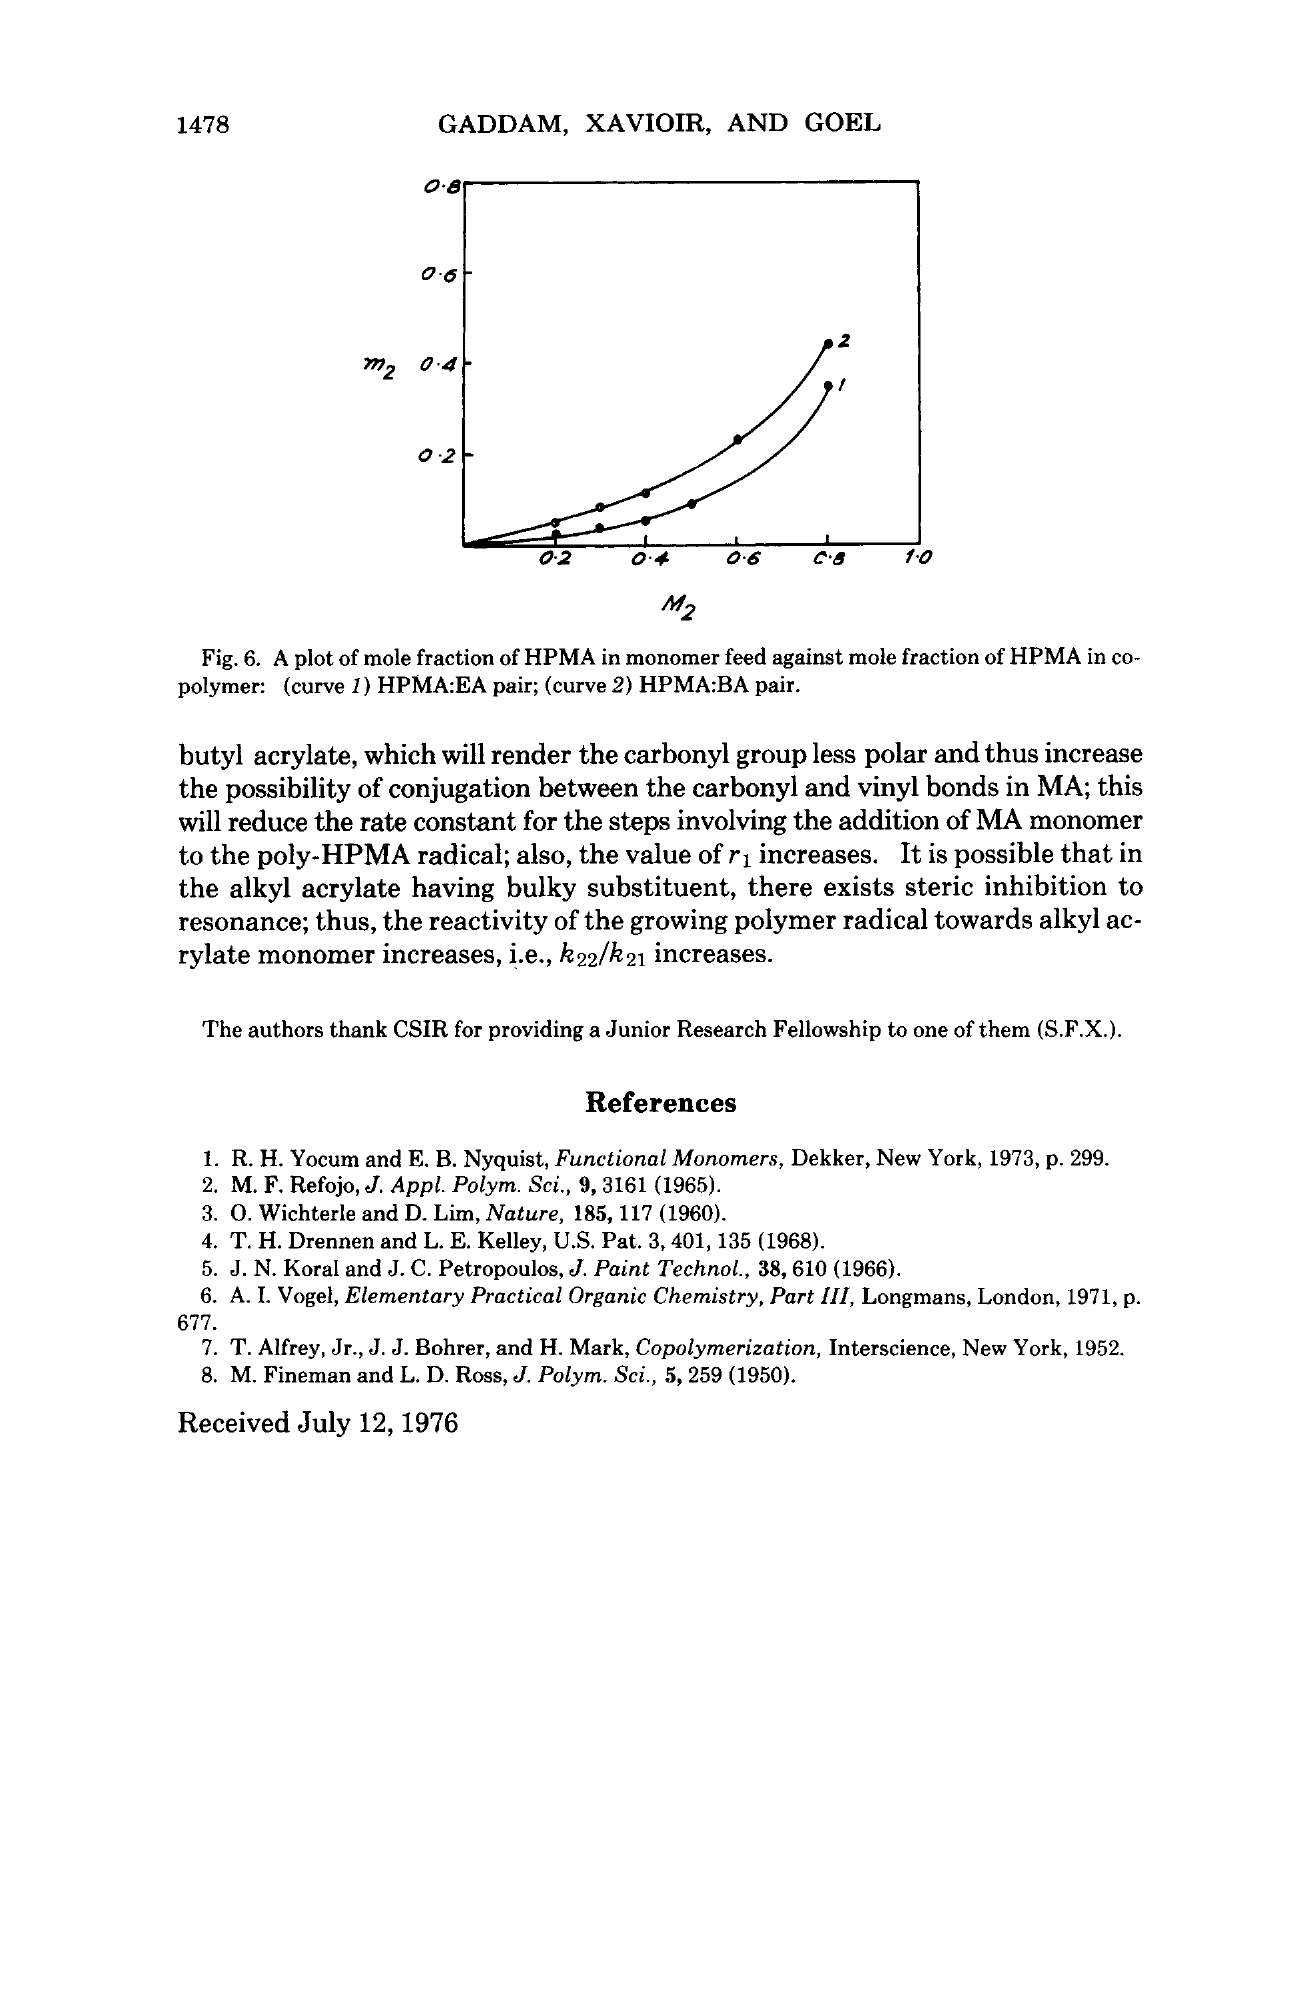 1478 GADDAM, XAVIOIR, AND GOEL
0.8
0.6
m2 0.4
0.2
2
1
0.2 0.4 0.6 0.8 1.0
M2
Fig. 6. A plot of mole fraction of HPMA in monomer feed against mole fraction of HPMA in co-
polymer: (curve 1) HPMA:EA pair; (curve 2) HPMA:BA pair.
butyl acrylate, which will render the carbonyl group less polar and thus increase
the possibility of conjugation between the carbonyl and vinyl bonds in MA; this
will reduce the rate constant for the steps involving the addition of MA monomer
to the poly-HPMA radical; also, the value of r1 increases. It is possible that in
the alkyl acrylate having bulky substituent, there exists steric inhibition to
resonance; thus, the reactivity of the growing polymer radical towards alkyl ac-
rylate monomer increases, i.e., k22/k21 increases.
The authors thank CSIR for providing a Junior Research Fellowship to one of them (S.F.X.).
References
1. R. H. Yocum and E. B. Nyquist, Functional Monomers, Dekker, New York, 1973, p. 299.
2. M. F. Refojo, J. Appl. Polym. Sci., 9, 3161 (1965).
3. O. Wichterle and D. Lim, Nature, 185, 117 (1960).
4. T. H. Drennen and L. E. Kelley, U.S. Pat. 3, 401, 135 (1968).
5. J. N. Koral and J. C. Petropoulos, J. Paint Technol., 38, 610 (1966).
6. A. I. Vogel, Elementary Practical Organic Chemistry, Part III, Longmans, London, 1971, p.
677.
7. T. Alfrey, Jr., J. J. Bohrer, and H. Mark, Copolymerization, Interscience, New York, 1952.
8. M. Fineman and L. D. Ross, J. Polym. Sci., 5, 259 (1950).
Received July 12, 1976